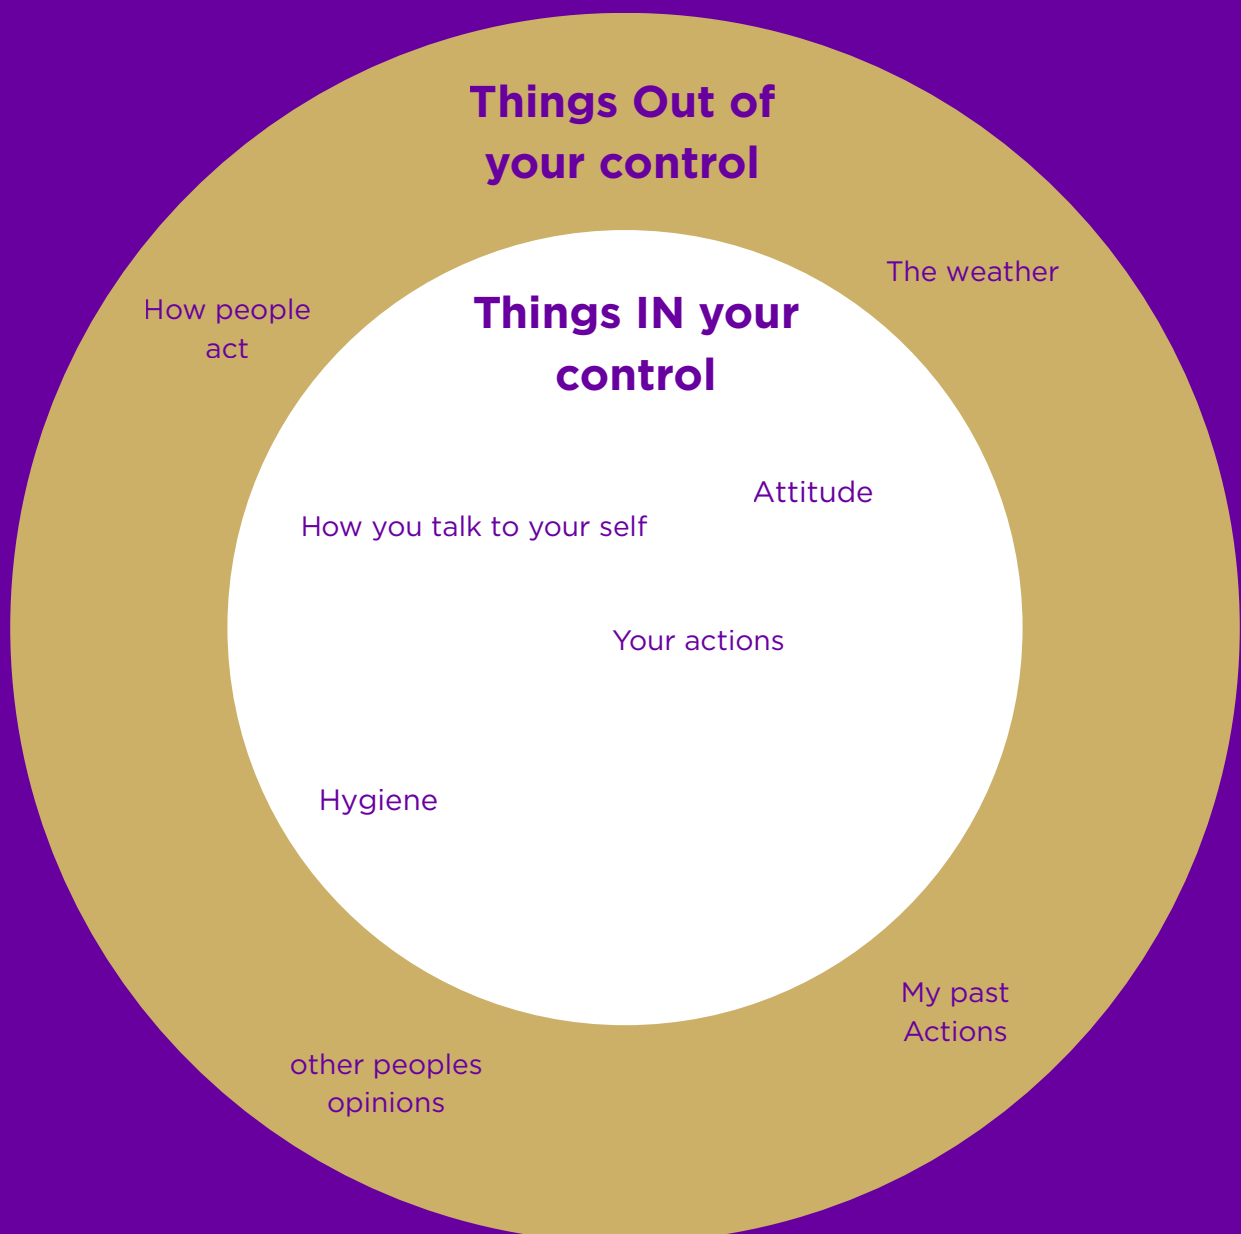 Things Out of
your control
The weather
How people
act
Things IN your
control
Attitude
How you talk to your self
Your actions
Hygiene
My past
Actions
other peoples
opinions